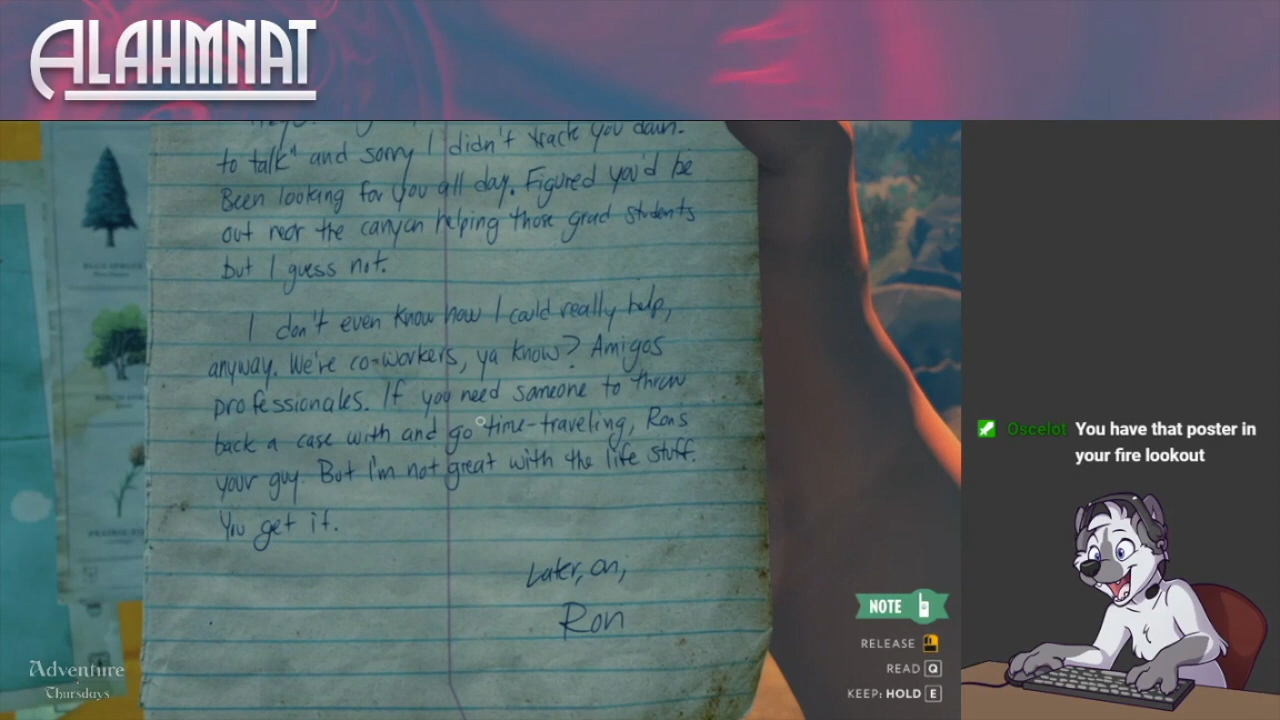 ALAHMNAT
to talk" and sorry I didn't track you down.
Been looking for you all day. Figured you'd be
out near the canyon helping those grad students
but I guess not.
I don't even know how I could really help,
anyway. We're co-workers, ya know? Amigos
professionales. If you need someone to throw
back a case with and go time-traveling, Rons
your guy. But I'm not great with the life stuff.
You get it.
Later, on,
Ron
NOTE
RELEASE
READ Q
KEEP: HOLD E
Adventure
Thursdays
Oscelot You have that poster in
your fire lookout